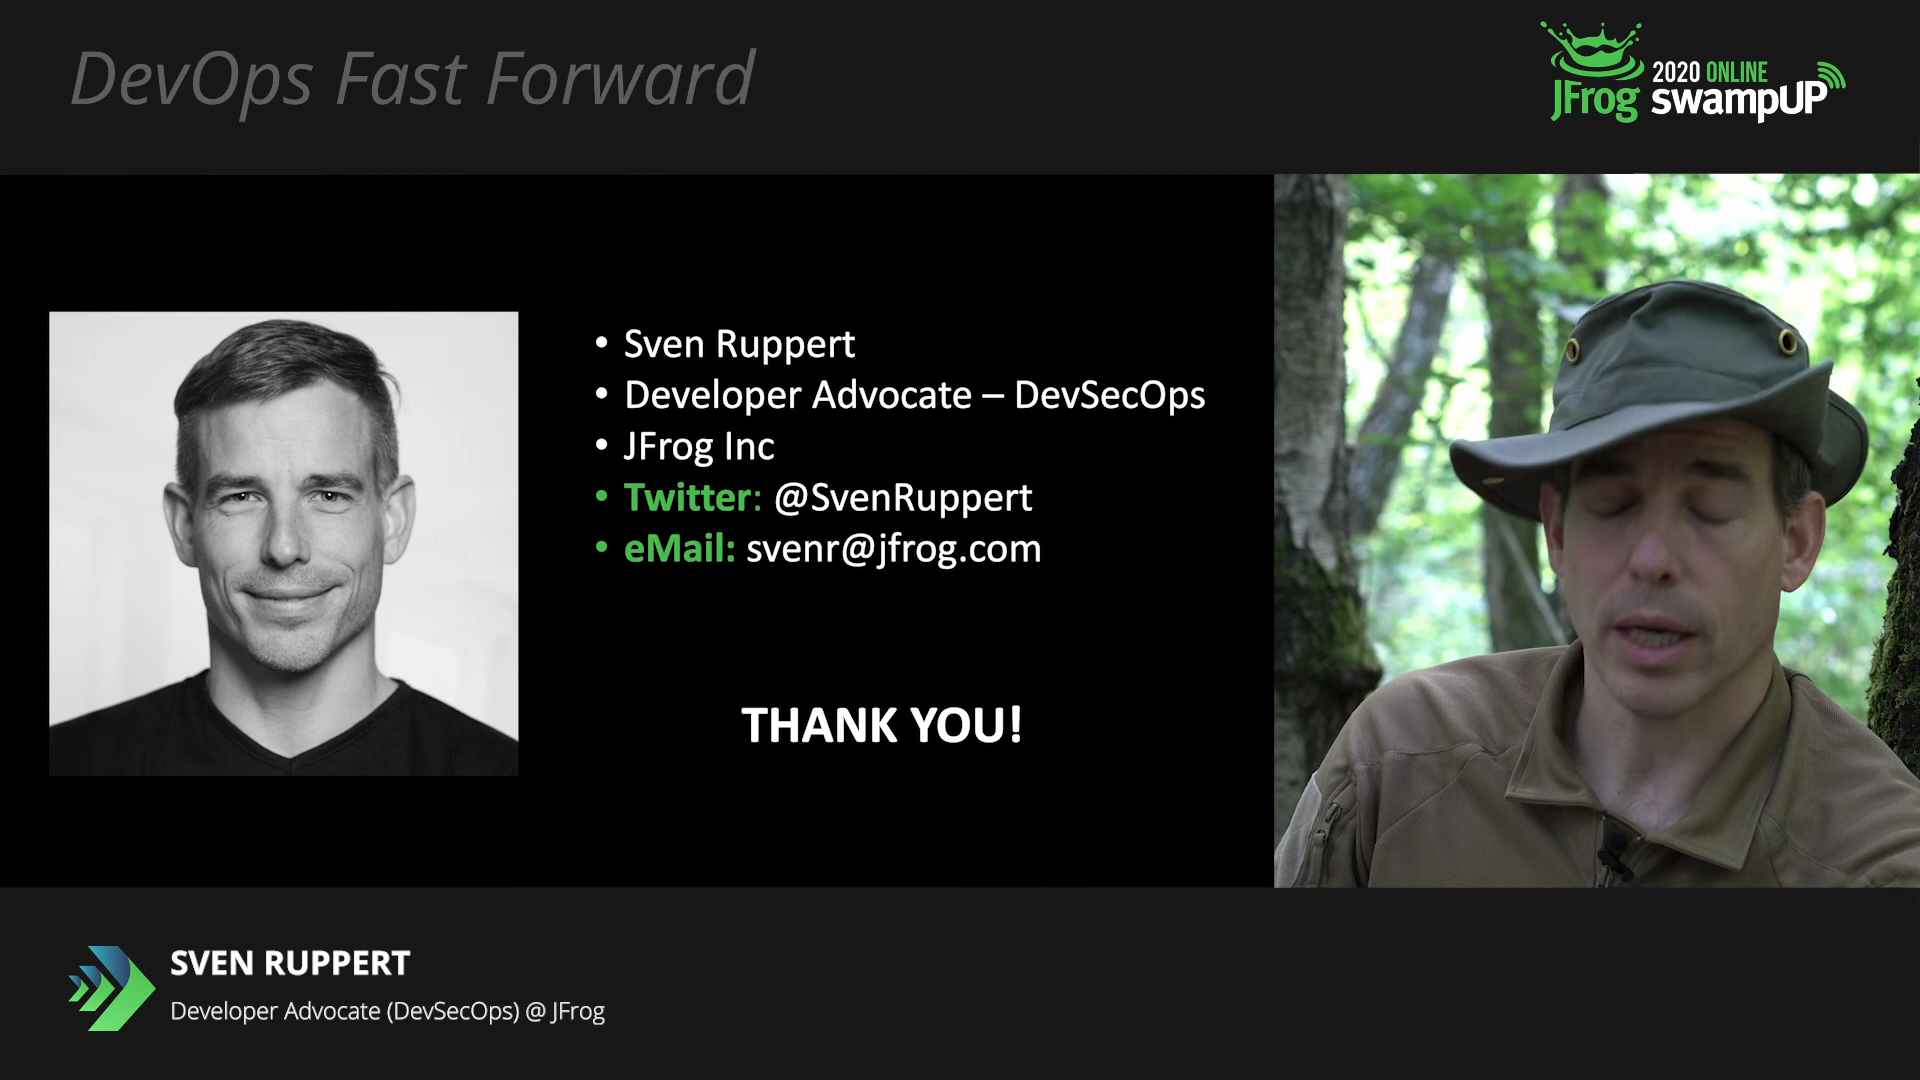 DevOps Fast Forward
2020 ONLINE
JFrog swampUP
• Sven Ruppert
• Developer Advocate – DevSecOps
• JFrog Inc
• Twitter: @SvenRuppert
• eMail: svenr@jfrog.com
THANK YOU!
SVEN RUPPERT
Developer Advocate (DevSecOps) @ JFrog